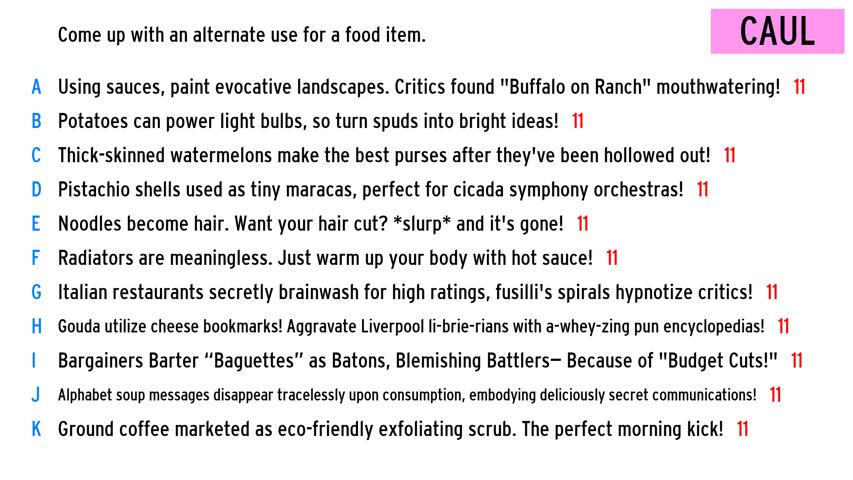 Come up with an alternate use for a food item.
CAUL
A Using sauces, paint evocative landscapes. Critics found "Buffalo on Ranch" mouthwatering! 11
B Potatoes can power light bulbs, so turn spuds into bright ideas! 11
C Thick-skinned watermelons make the best purses after they've been hollowed out! 11
D Pistachio shells used as tiny maracas, perfect for cicada symphony orchestras! 11
E Noodles become hair. Want your hair cut? *slurp* and it's gone! 11
F Radiators are meaningless. Just warm up your body with hot sauce! 11
G Italian restaurants secretly brainwash for high ratings, fusilli's spirals hypnotize critics! 11
H Gouda utilize cheese bookmarks! Aggravate Liverpool li-brie-rians with a-whey-zing pun encyclopedias! 11
I Bargainers Barter “Baguettes” as Batons, Blemishing Battlers— Because of "Budget Cuts!" 11
J Alphabet soup messages disappear tracelessly upon consumption, embodying deliciously secret communications! 11
K Ground coffee marketed as eco-friendly exfoliating scrub. The perfect morning kick! 11